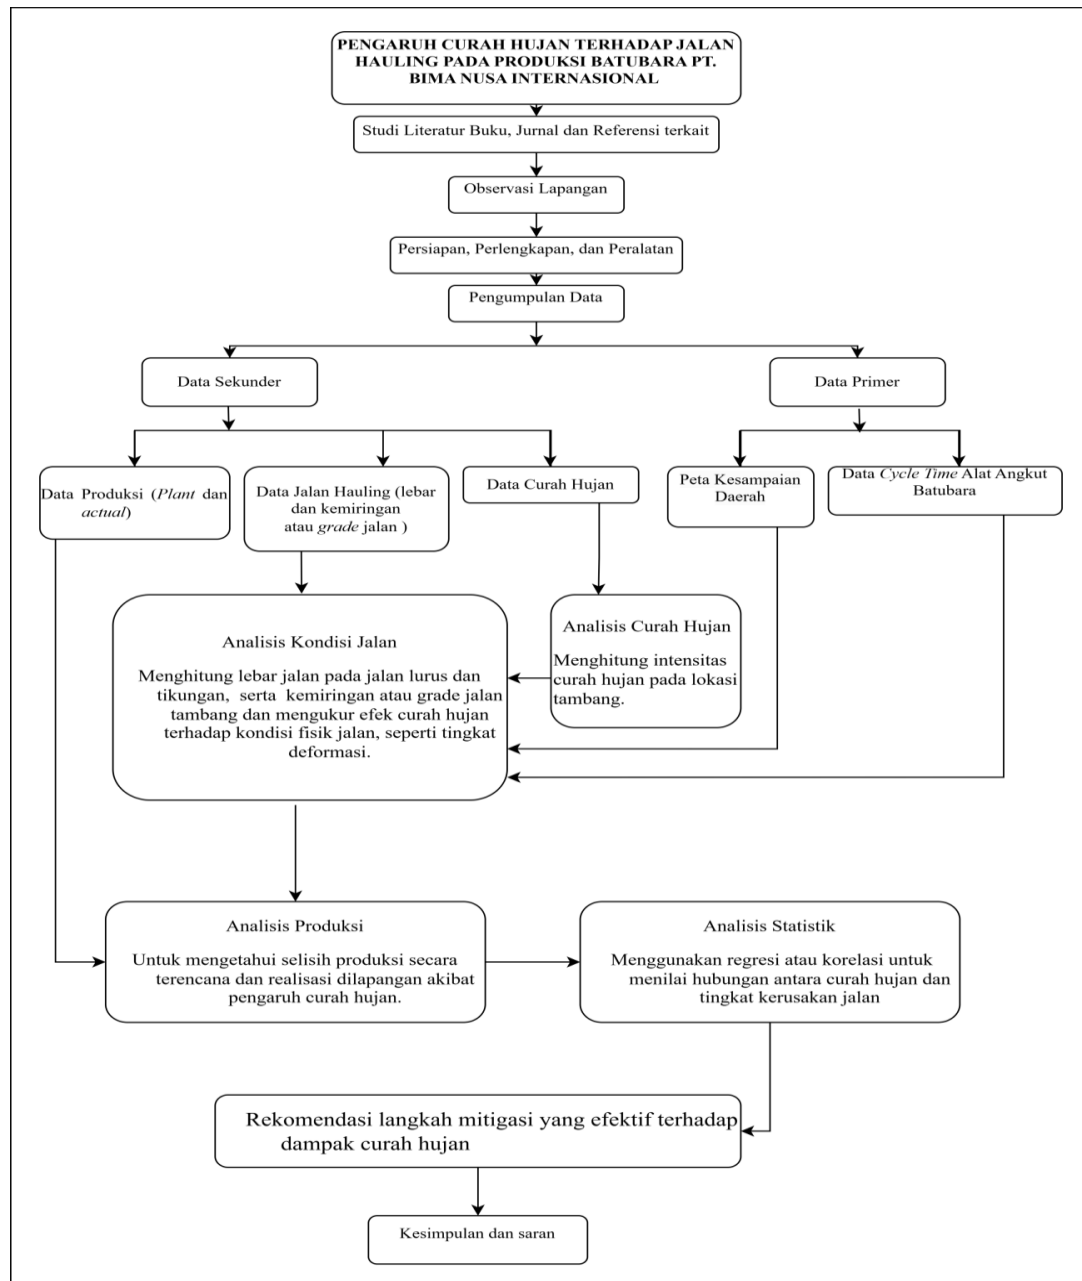 PENGARUH CURAH HUJAN TERHADAP JALAN
HAULING PADA PRODUKSI BATUBARA PT.
BIMA NUSA INTERNASIONAL
Studi Literatur Buku, Jurnal dan Referensi terkait
Observasi Lapangan
Persiapan, Perlengkapan, dan Peralatan
Pengumpulan Data
Data Sekunder
Data Primer
Data Produksi (Plant dan
actual)
Data Jalan Hauling (lebar
dan kemiringan
atau grade jalan )
Data Curah Hujan
Peta Kesampaian
Daerah
Data Cycle Time Alat Angkut
Batubara
Analisis Kondisi Jalan
Menghitung lebar jalan pada jalan lurus dan
tikungan, serta kemiringan atau grade jalan
tambang dan mengukur efek curah hujan
terhadap kondisi fisik jalan, seperti tingkat
deformasi.
Analisis Curah Hujan
Menghitung intensitas
curah hujan pada lokasi
tambang.
Analisis Produksi
Untuk mengetahui selisih produksi secara
terencana dan realisasi dilapangan akibat
pengaruh curah hujan.
Analisis Statistik
Menggunakan regresi atau korelasi untuk
menilai hubungan antara curah hujan dan
tingkat kerusakan jalan
Rekomendasi langkah mitigasi yang efektif terhadap
dampak curah hujan
Kesimpulan dan saran